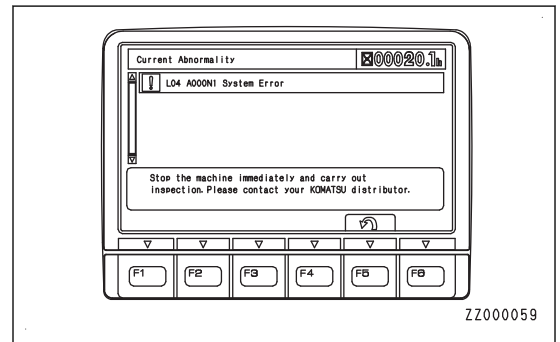 Current Abnormality
00020.1h
L04 A000N1 System Error
Stop the machine immediately and carry out
inspection. Please contact your KOMATSU distributor.
F1 F2 F3 F4 F5 F6
ZZ000059